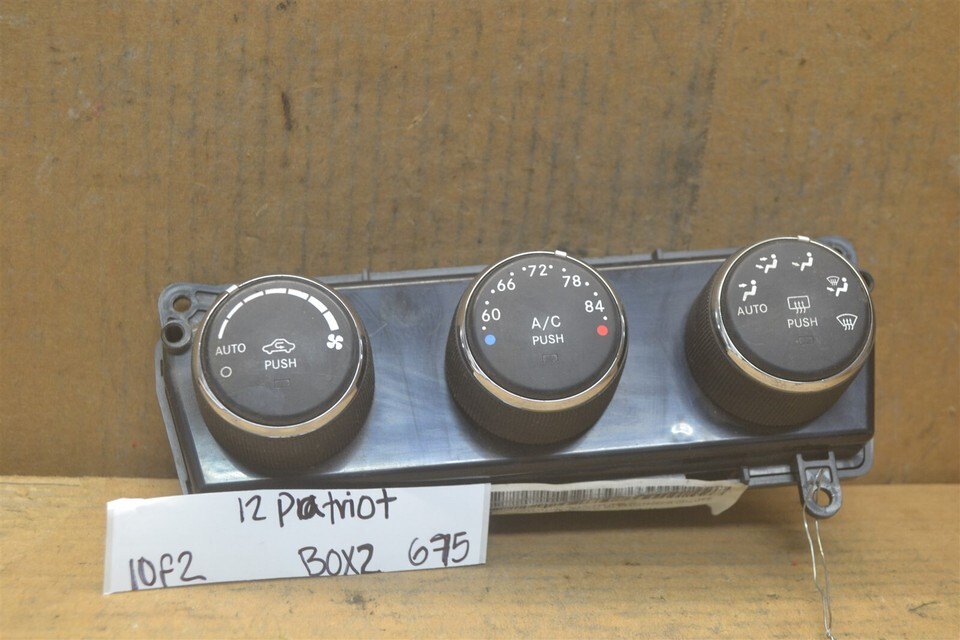 AUTO
PUSH
60 66 72 78 84
A/C
PUSH
AUTO
PUSH
12 Patriot
1OF2 BOX2 675